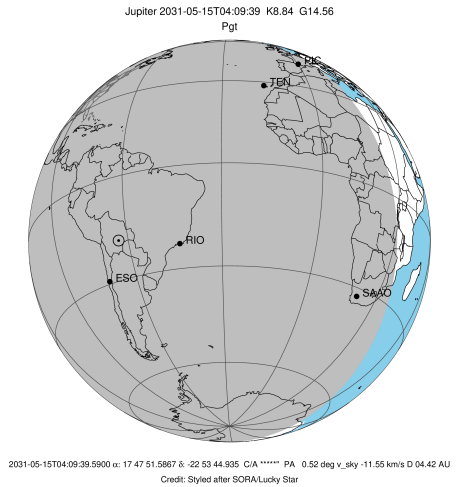 Jupiter 2031-05-15T04:09:39 K8.84 G14.56
Pgt
PIC
TEN
RIO
ESO
SAAO
2031-05-15T04:09:39.5900 α: 17 47 51.5867 δ: -22 53 44.935 C/A *****" PA 0.52 deg v_sky -11.55 km/s D 04.42 AU
Credit: Styled after SORA/Lucky Star